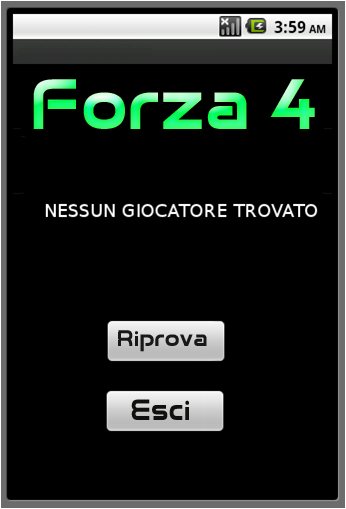 3:59 AM
Forza 4
NESSUN GIOCATORE TROVATO
Riprova
Esci